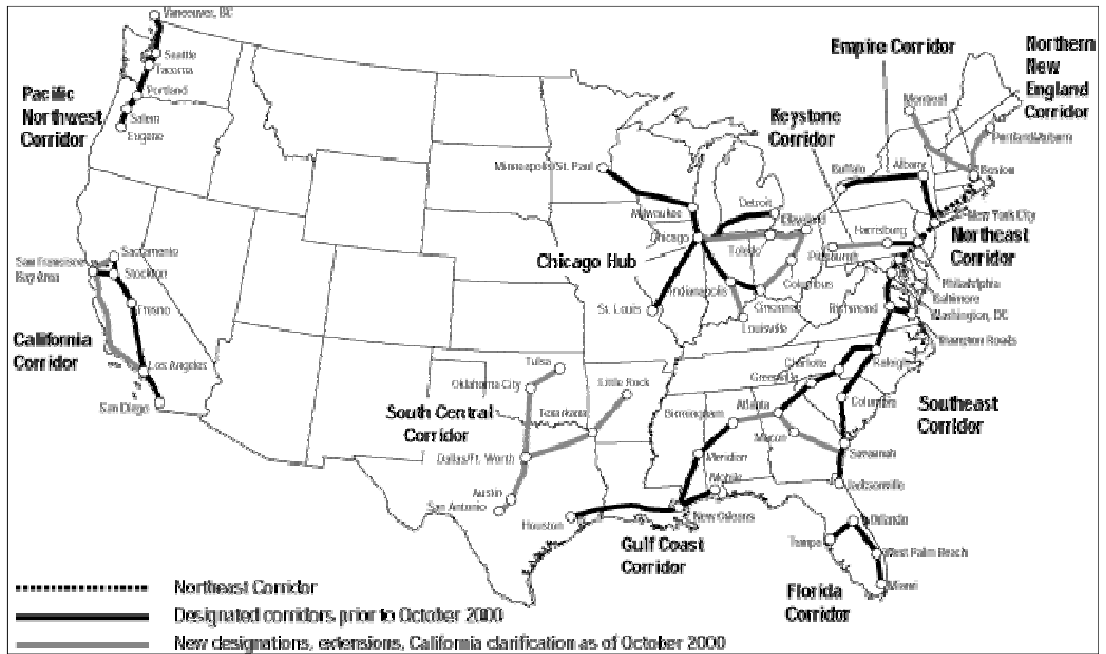 Vancouver, BC
Seattle
Tacoma
Portland
Salem
Eugene
Pacific
Northwest
Corridor
Empire Corridor
Northern
New
England
Corridor
Montreal
Portland/Auburn
Boston
Keystone
Corridor
Buffalo
Albany
New York City
Northeast
Corridor
Minneapolis/St. Paul
Milwaukee
Detroit
Cleveland
Chicago
Toledo
Harrisburg
Pittsburgh
Chicago Hub
Indianapolis
Columbus
Cincinnati
St. Louis
Louisville
Philadelphia
Baltimore
Washington, DC
Richmond
Hampton Roads
Sacramento
San Francisco
Bay Area
Stockton
Fresno
California
Corridor
Los Angeles
San Diego
Tulsa
Oklahoma City
Little Rock
Texarkana
South Central
Corridor
Dallas/Ft. Worth
Austin
San Antonio
Charlotte
Raleigh
Greenville
Columbia
Birmingham
Atlanta
Macon
Southeast
Corridor
Savannah
Jacksonville
Meridian
Mobile
Houston
New Orleans
Gulf Coast
Corridor
Orlando
Tampa
West Palm Beach
Miami
Florida
Corridor
Northeast Corridor
Designated corridors prior to October 2000
New designations, extensions, California clarification as of October 2000